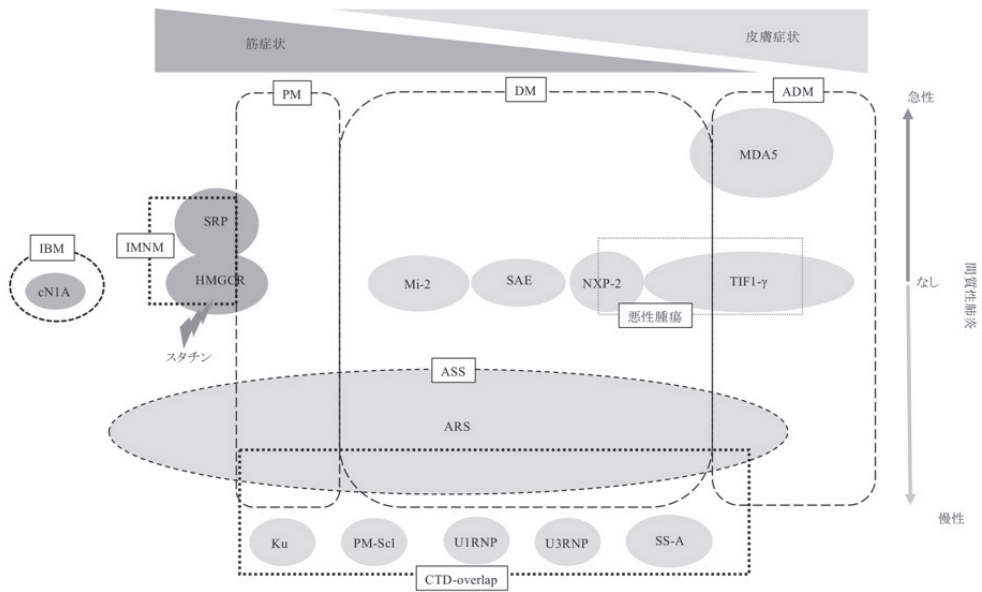 筋症状
皮膚症状
PM
DM
ADM
急性
MDA5
SRP
IBM
IMNM
cN1A
HMGCR
Mi-2
SAE
NXP-2
TIF1-γ
なし
間質性肺炎
悪性腫瘍
スタチン
ASS
ARS
慢性
Ku
PM-Scl
U1RNP
U3RNP
SS-A
CTD-overlap